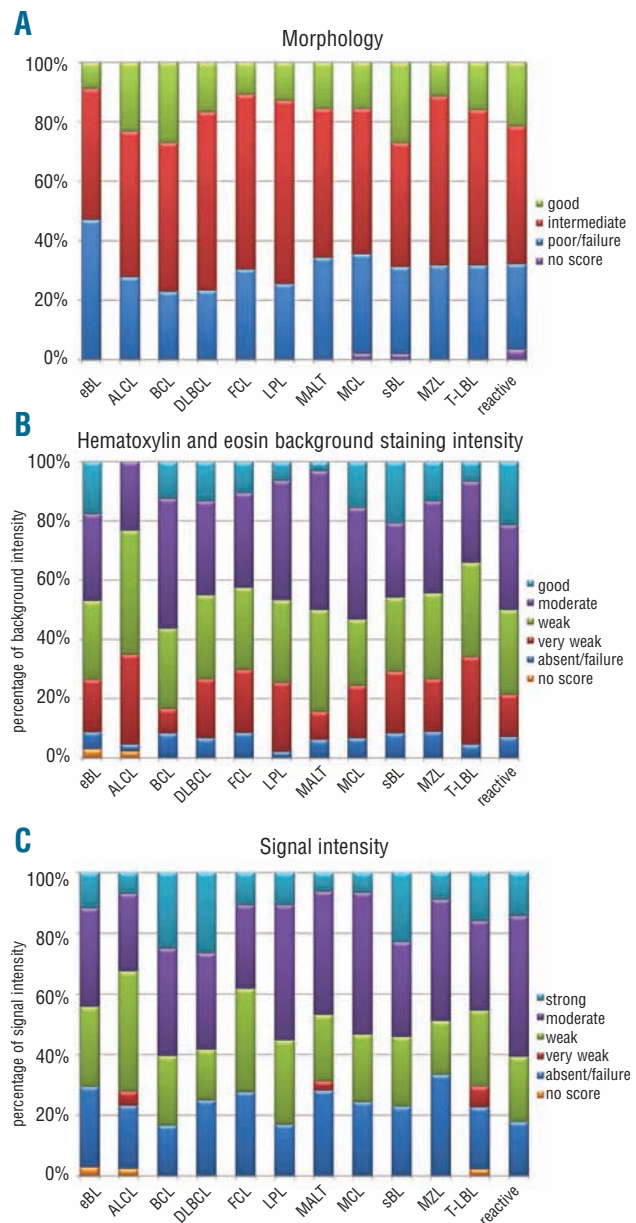 A
Morphology
100%
80%
60%
40%
20%
0%
good
intermediate
poor/failure
no score
eBL ALCL BCL DLBCL FCL LPL MALT MCL sBL MZL T-LBL reactive
B
Hematoxylin and eosin background staining intensity
percentage of background intensity
100%
80%
60%
40%
20%
0%
good
moderate
weak
very weak
absent/failure
no score
eBL ALCL BCL DLBCL FCL LPL MALT MCL sBL MZL T-LBL reactive
C
Signal intensity
percentage of signal intensity
100%
80%
60%
40%
20%
0%
strong
moderate
weak
very weak
absent/failure
no score
eBL ALCL BCL DLBCL FCL LPL MALT MCL sBL MZL T-LBL reactive